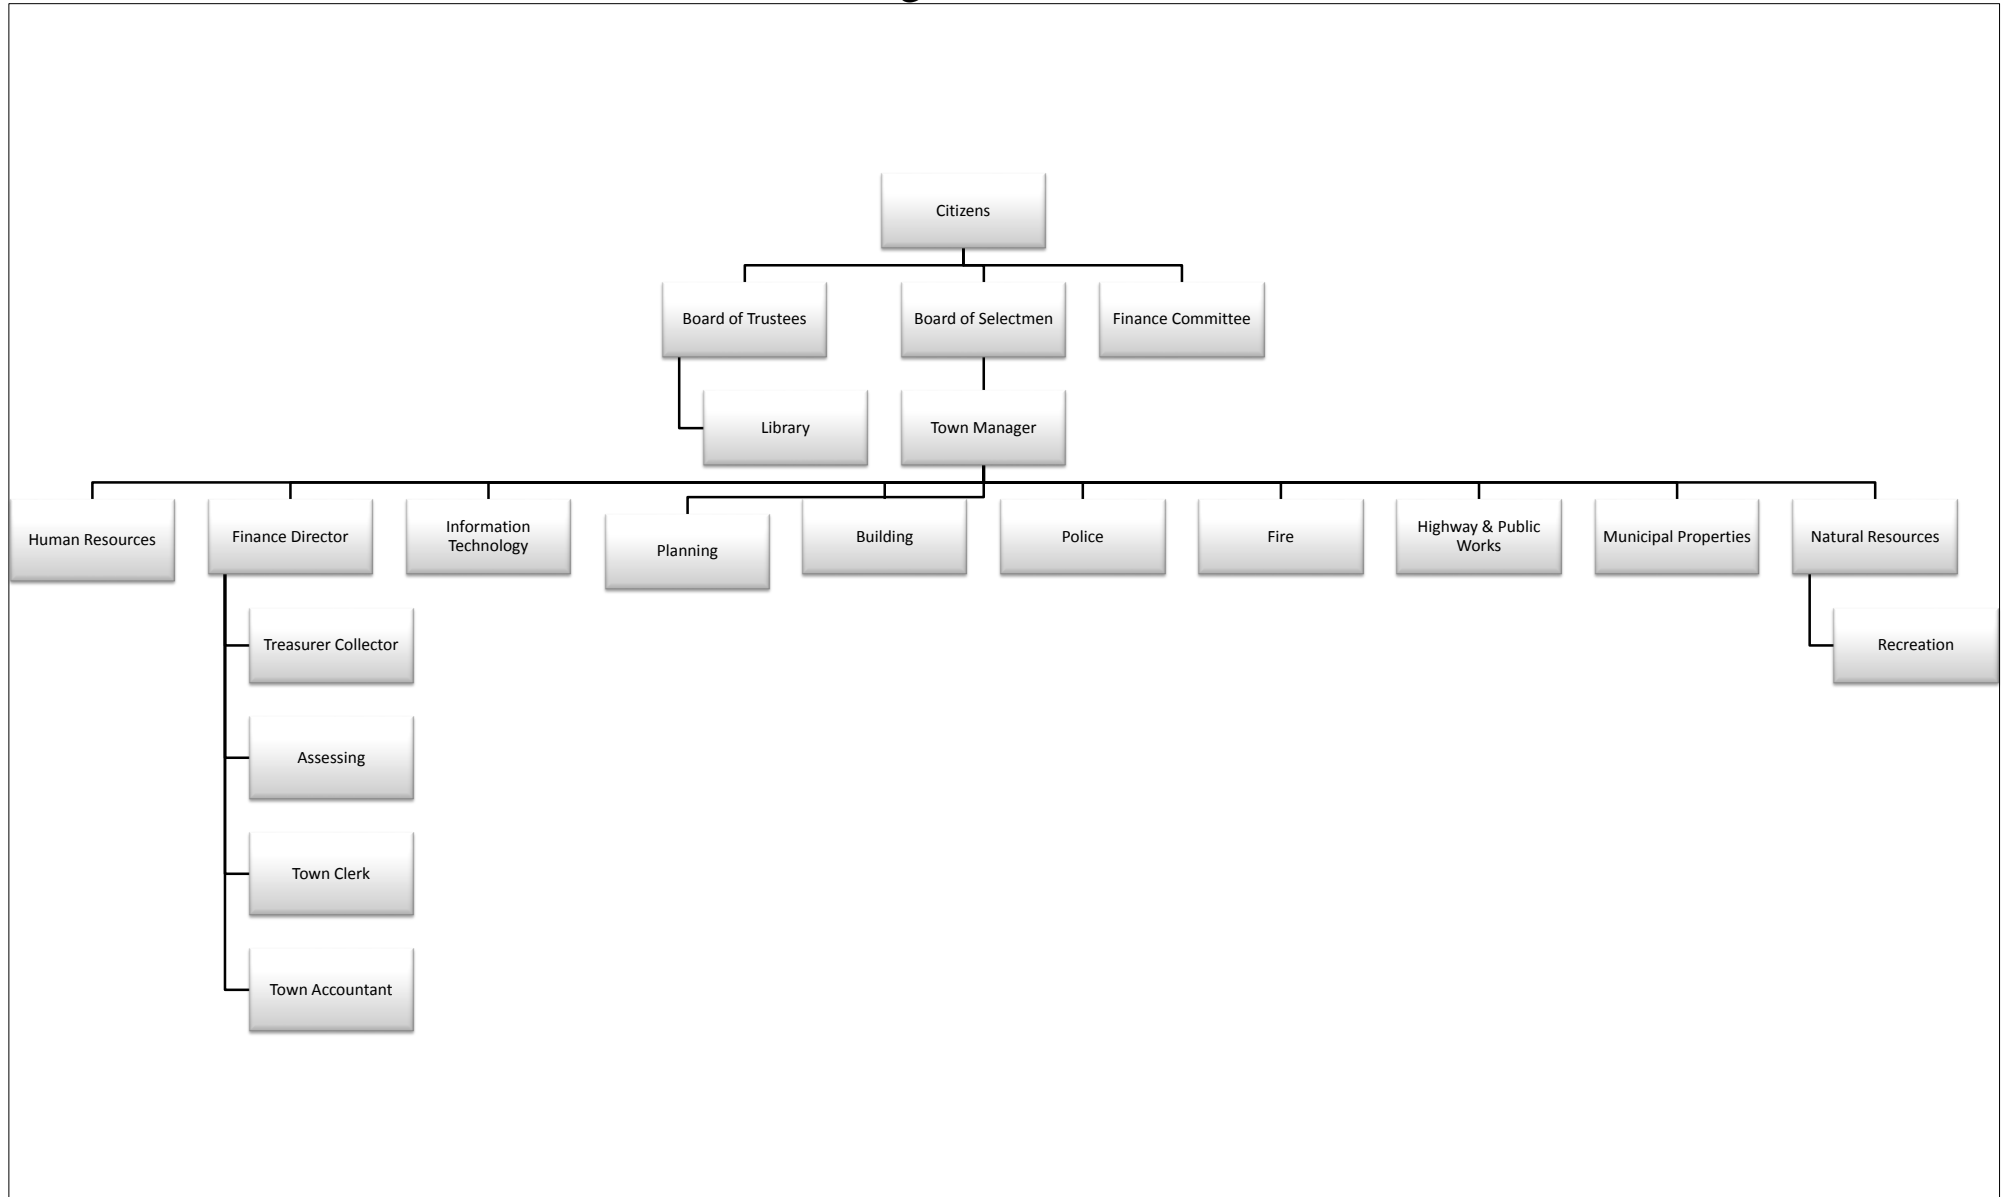 Citizens
Board of Trustees
Board of Selectmen
Finance Committee
Library
Town Manager
Human Resources
Finance Director
Information
Technology
Planning
Building
Police
Fire
Highway & Public
Works
Municipal Properties
Natural Resources
Treasurer Collector
Recreation
Assessing
Town Clerk
Town Accountant